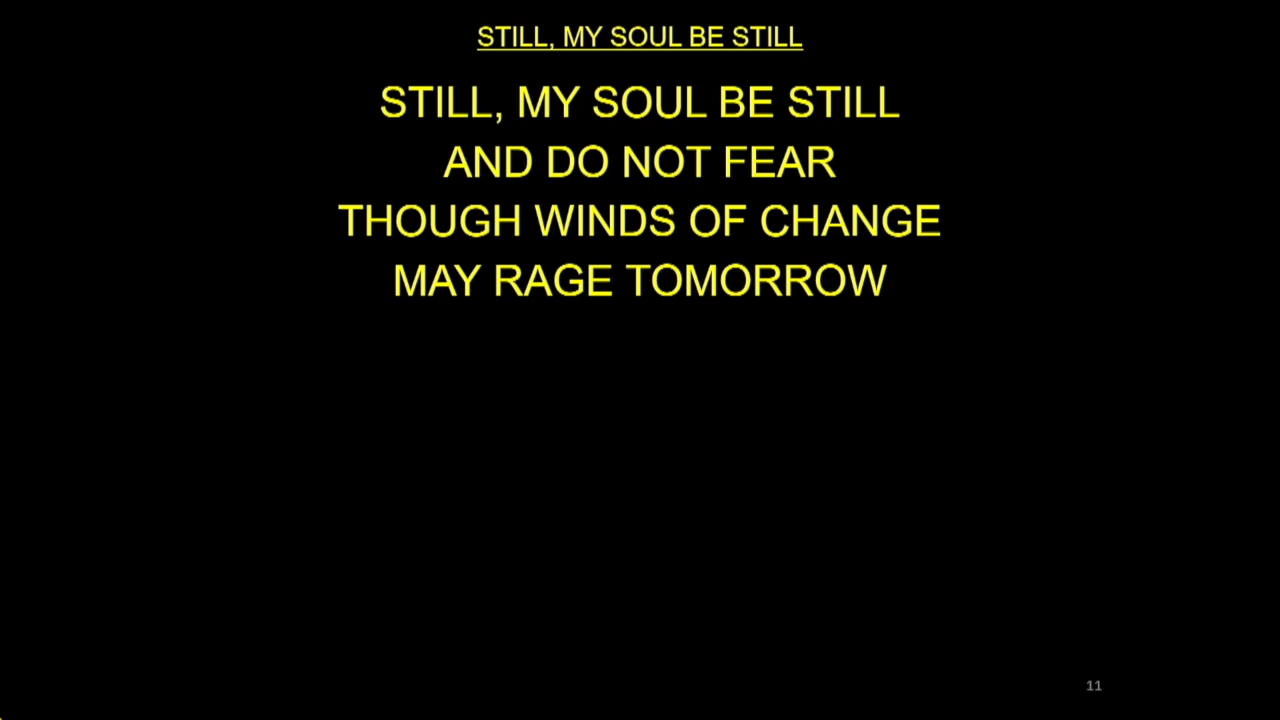 STILL, MY SOUL BE STILL
STILL, MY SOUL BE STILL
AND DO NOT FEAR
THOUGH WINDS OF CHANGE
MAY RAGE TOMORROW
11